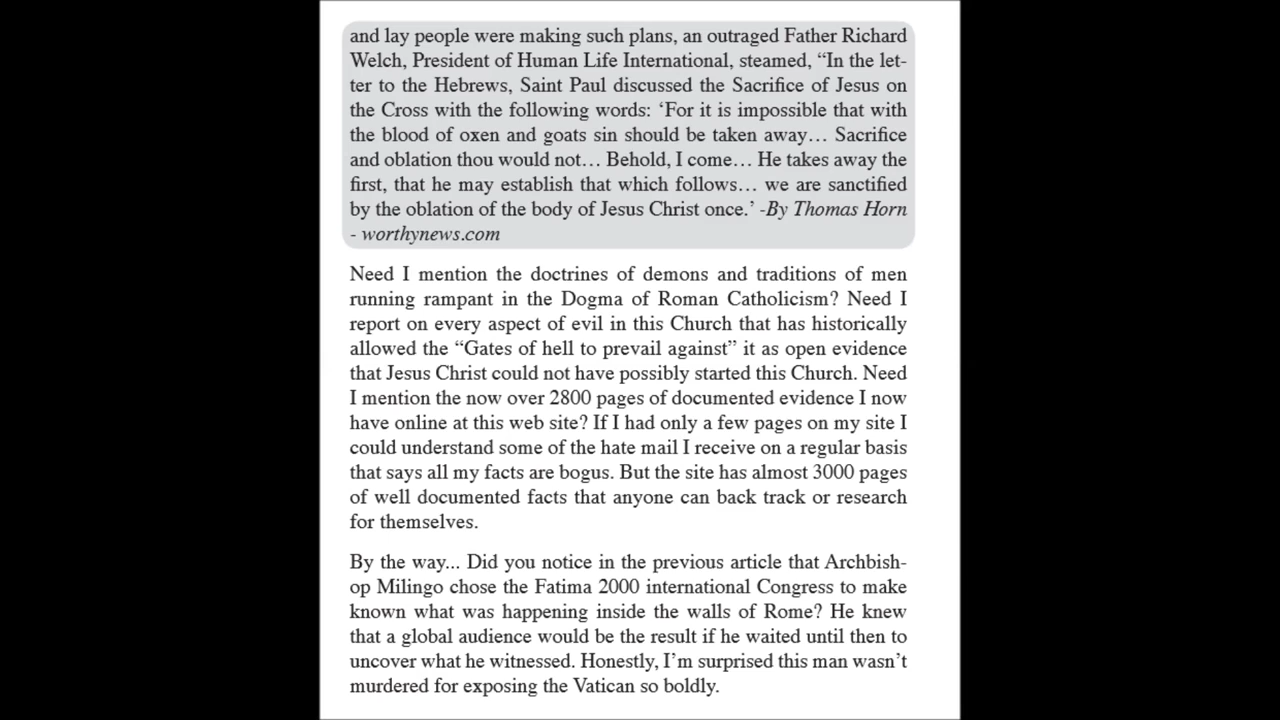 and lay people were making such plans, an outraged Father Richard
Welch, President of Human Life International, steamed, “In the let-
ter to the Hebrews, Saint Paul discussed the Sacrifice of Jesus on
the Cross with the following words: ‘For it is impossible that with
the blood of oxen and goats sin should be taken away… Sacrifice
and oblation thou would not… Behold, I come… He takes away the
first, that he may establish that which follows… we are sanctified
by the oblation of the body of Jesus Christ once.’ -By Thomas Horn
- worthynews.com
Need I mention the doctrines of demons and traditions of men
running rampant in the Dogma of Roman Catholicism? Need I
report on every aspect of evil in this Church that has historically
allowed the “Gates of hell to prevail against” it as open evidence
that Jesus Christ could not have possibly started this Church. Need
I mention the now over 2800 pages of documented evidence I now
have online at this web site? If I had only a few pages on my site I
could understand some of the hate mail I receive on a regular basis
that says all my facts are bogus. But the site has almost 3000 pages
of well documented facts that anyone can back track or research
for themselves.
By the way... Did you notice in the previous article that Archbish-
op Milingo chose the Fatima 2000 international Congress to make
known what was happening inside the walls of Rome? He knew
that a global audience would be the result if he waited until then to
uncover what he witnessed. Honestly, I’m surprised this man wasn’t
murdered for exposing the Vatican so boldly.